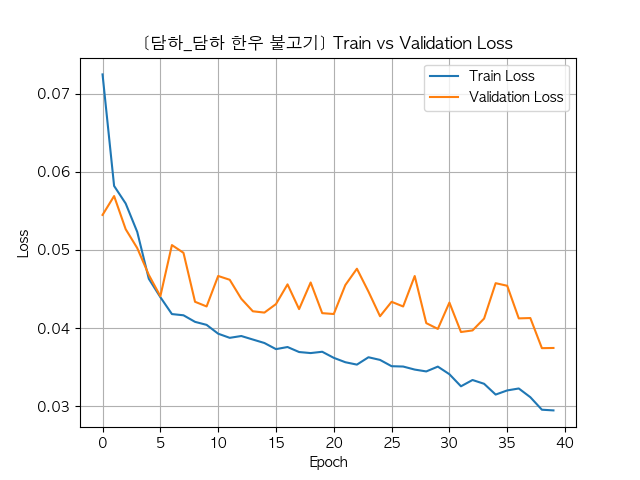 [담하_담하 한우 불고기] Train vs Validation Loss
Train Loss
Validation Loss
0.07
0.06
0.05
0.04
0.03
Loss
0 5 10 15 20 25 30 35 40
Epoch